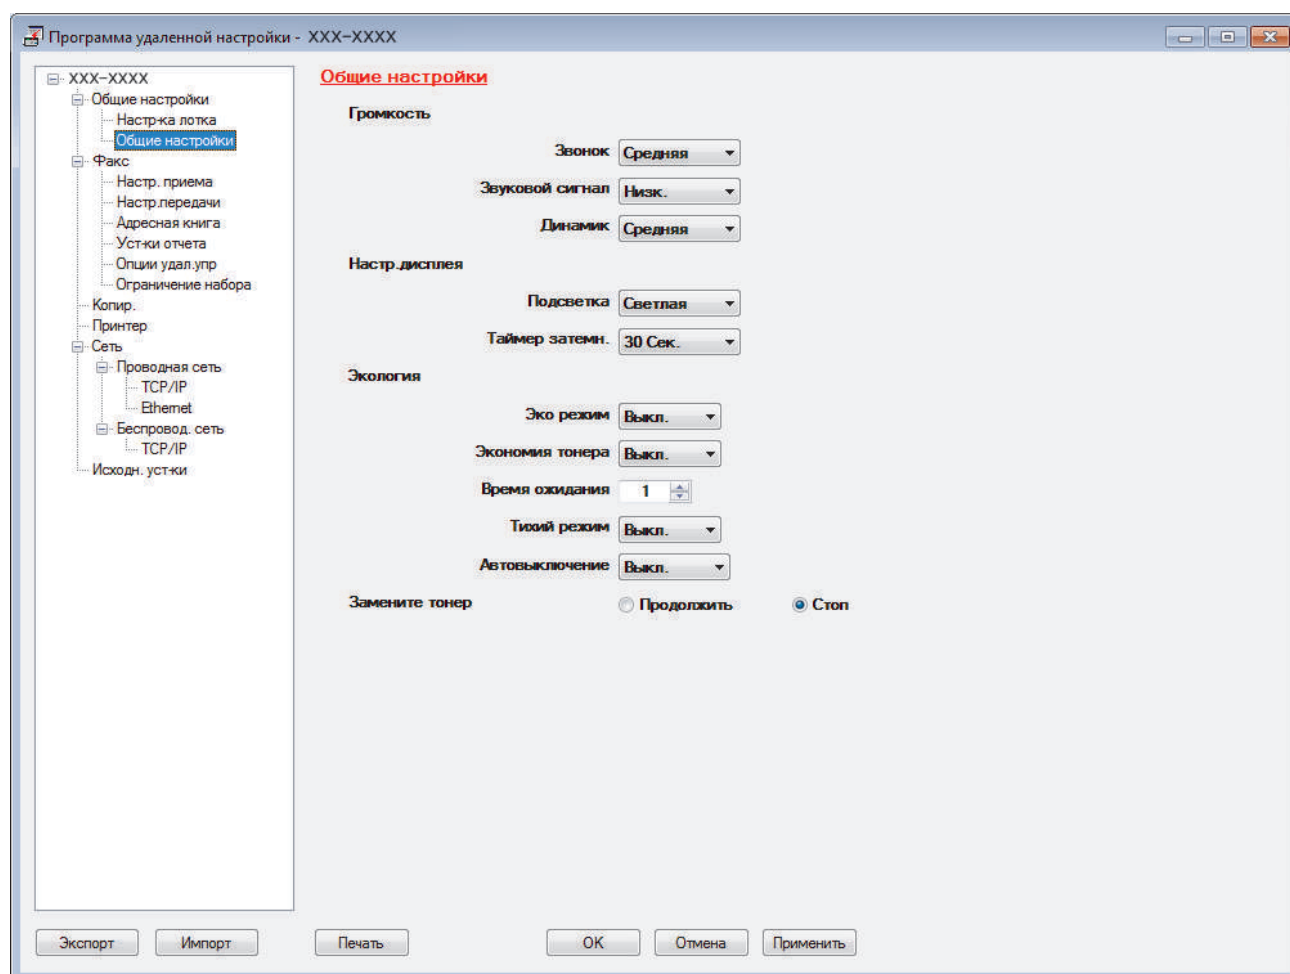 Программа удаленной настройки - XXX-XXXX
XXX-XXXX
Общие настройки
Настр-ка лотка
Общие настройки
Факс
Настр. приема
Настр.передачи
Адресная книга
Уст-ки отчета
Опции удал.упр
Ограничение набора
Копир.
Принтер
Сеть
Проводная сеть
TCP/IP
Ethernet
Беспровод. сеть
TCP/IP
Исходн. уст-ки
Общие настройки
Громкость
Звонок Средняя
Звуковой сигнал Низк.
Динамик Средняя
Настр.дисплея
Подсветка Светлая
Таймер затемн. 30 Сек.
Экология
Эко режим Выкл.
Экономия тонера Выкл.
Время ожидания 1
Тихий режим Выкл.
Автовыключение Выкл.
Замените тонер Продолжить Стоп
Экспорт Импорт Печать OK Отмена Применить